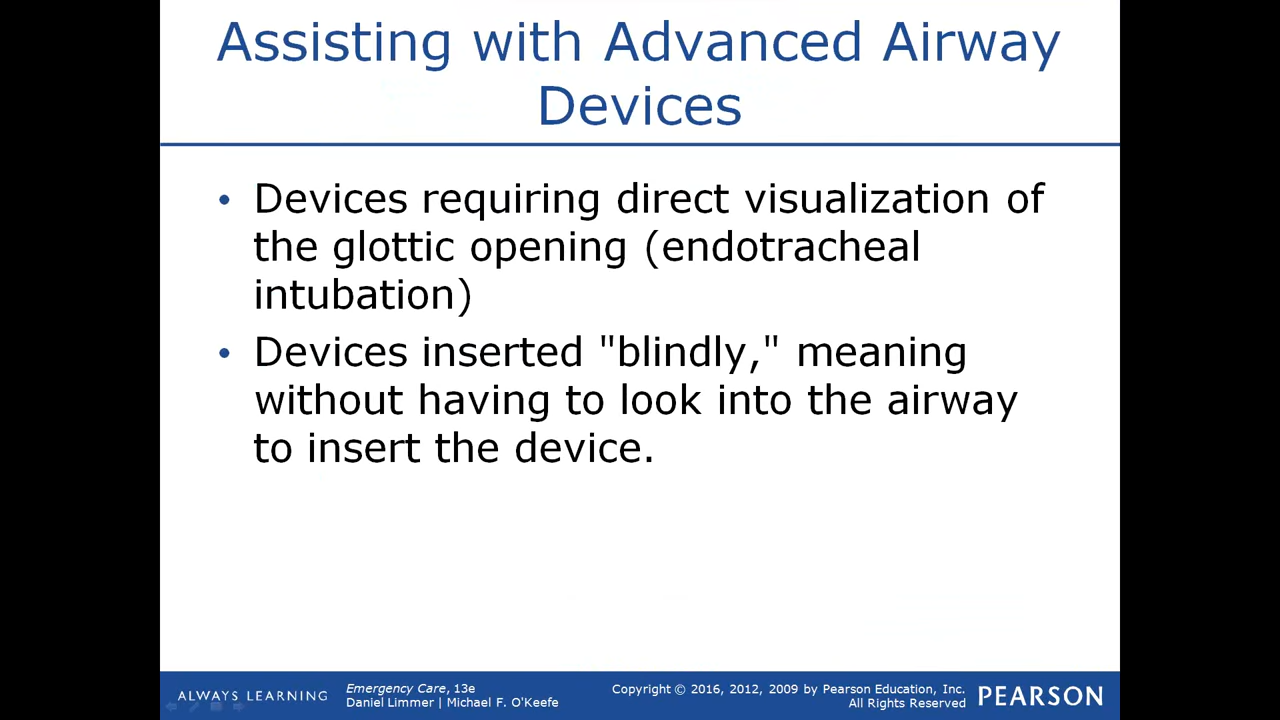 Assisting with Advanced Airway
Devices
• Devices requiring direct visualization of
the glottic opening (endotracheal
intubation)
• Devices inserted "blindly," meaning
without having to look into the airway
to insert the device.
ALWAYS LEARNING
Emergency Care, 13e
Daniel Limmer | Michael F. O'Keefe
Copyright © 2016, 2012, 2009 by Pearson Education, Inc.
All Rights Reserved
PEARSON